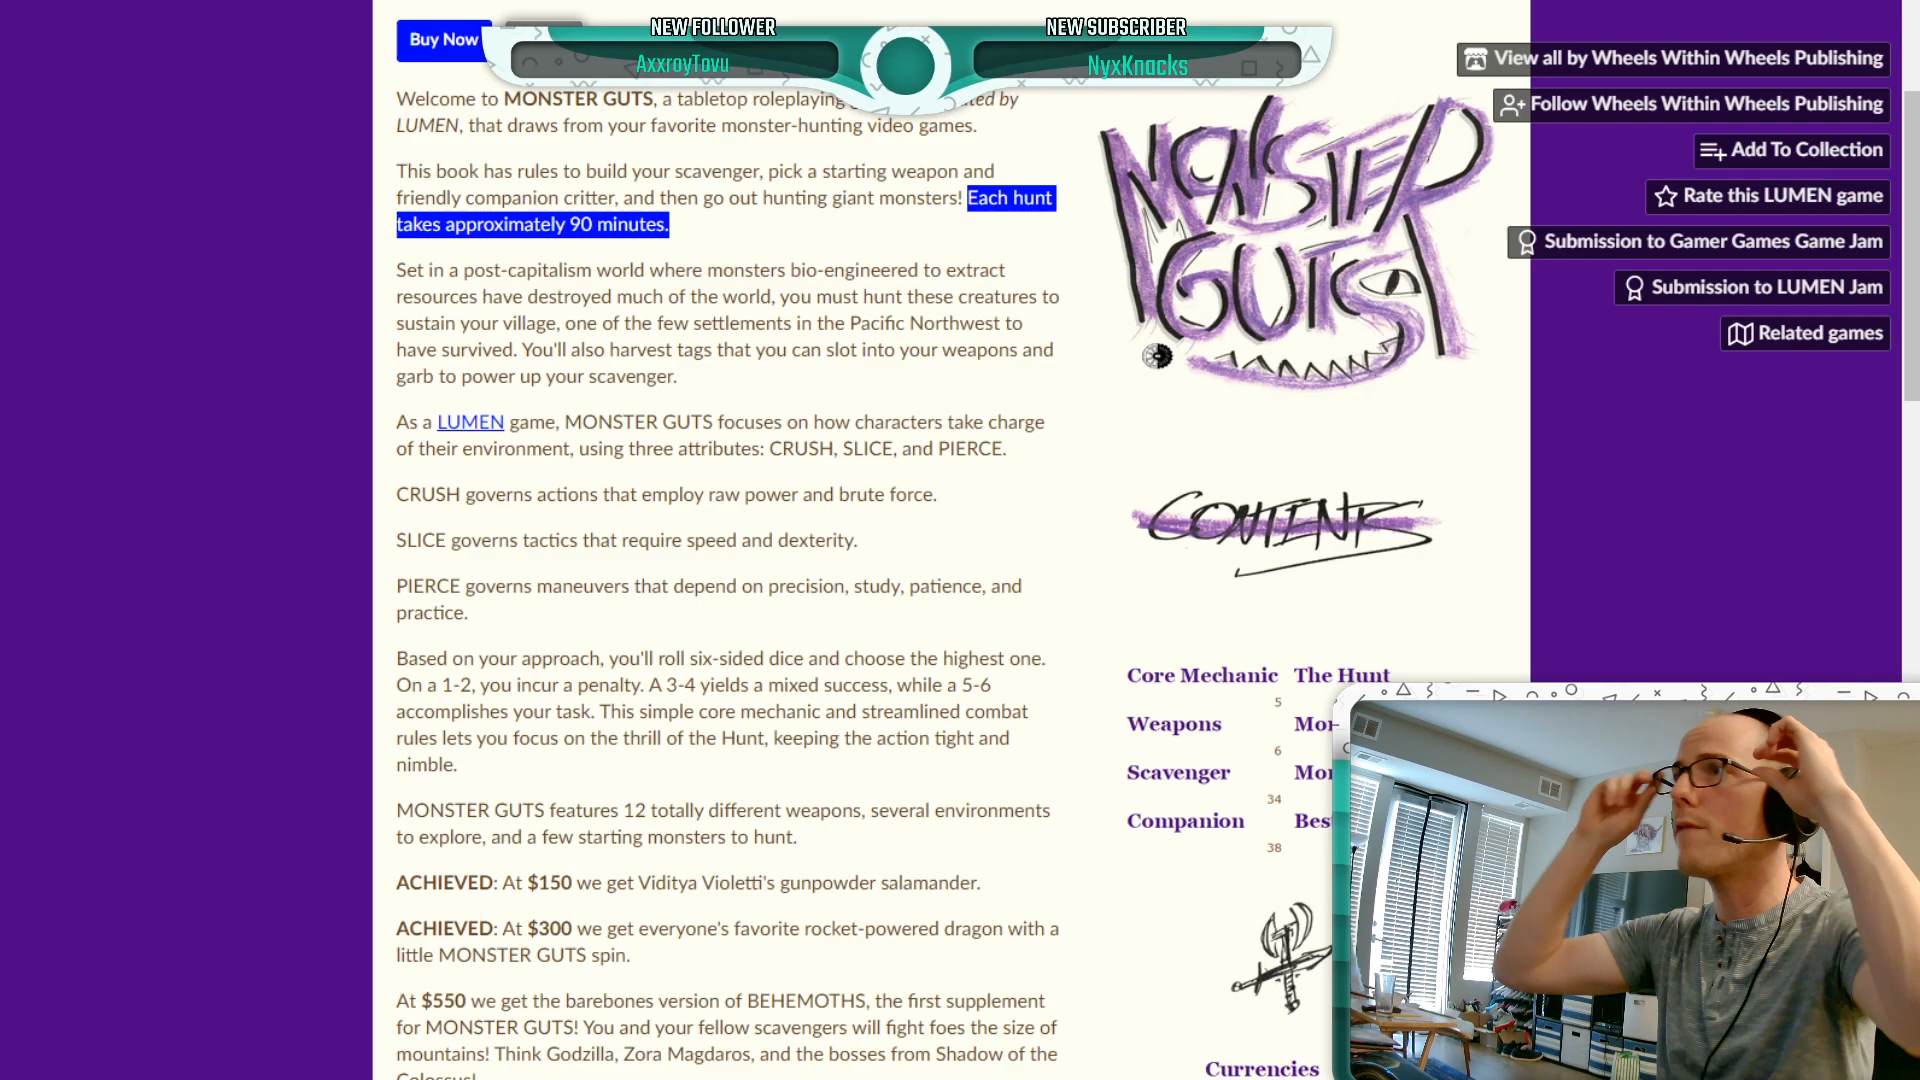 NEW FOLLOWER
NEW SUBSCRIBER
AxxroyTovu
NyxKnacks
Buy Now
Welcome to MONSTER GUTS, a tabletop roleplaying ed by
LUMEN, that draws from your favorite monster-hunting video games.
This book has rules to build your scavenger, pick a starting weapon and
friendly companion critter, and then go out hunting giant monsters! Each hunt
takes approximately 90 minutes.
Set in a post-capitalism world where monsters bio-engineered to extract
resources have destroyed much of the world, you must hunt these creatures to
sustain your village, one of the few settlements in the Pacific Northwest to
have survived. You'll also harvest tags that you can slot into your weapons and
garb to power up your scavenger.
As a LUMEN game, MONSTER GUTS focuses on how characters take charge
of their environment, using three attributes: CRUSH, SLICE, and PIERCE.
CRUSH governs actions that employ raw power and brute force.
SLICE governs tactics that require speed and dexterity.
PIERCE governs maneuvers that depend on precision, study, patience, and
practice.
Based on your approach, you'll roll six-sided dice and choose the highest one.
On a 1-2, you incur a penalty. A 3-4 yields a mixed success, while a 5-6
accomplishes your task. This simple core mechanic and streamlined combat
rules lets you focus on the thrill of the Hunt, keeping the action tight and
nimble.
MONSTER GUTS features 12 totally different weapons, several environments
to explore, and a few starting monsters to hunt.
ACHIEVED: At $150 we get Viditya Violetti's gunpowder salamander.
ACHIEVED: At $300 we get everyone's favorite rocket-powered dragon with a
little MONSTER GUTS spin.
At $550 we get the barebones version of BEHEMOTHS, the first supplement
for MONSTER GUTS! You and your fellow scavengers will fight foes the size of
mountains! Think Godzilla, Zora Magdaros, and the bosses from Shadow of the
Colossus!
MONSTER
GUTS
CONTENTS
Core Mechanic The Hunt
5
Weapons Mon
6
Scavenger Mon
34
Companion Bes
38
Currencies
View all by Wheels Within Wheels Publishing
Follow Wheels Within Wheels Publishing
Add To Collection
Rate this LUMEN game
Submission to Gamer Games Game Jam
Submission to LUMEN Jam
Related games